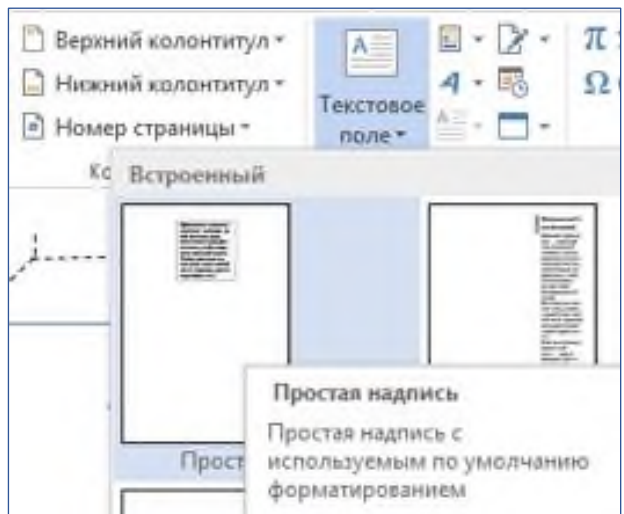 Верхний колонтитул
Нижний колонтитул
Номер страницы
Текстовое
поле
π
Ω
Встроенный
Прост
Простая надпись
Простая надпись с
используемым по умолчанию
форматированием